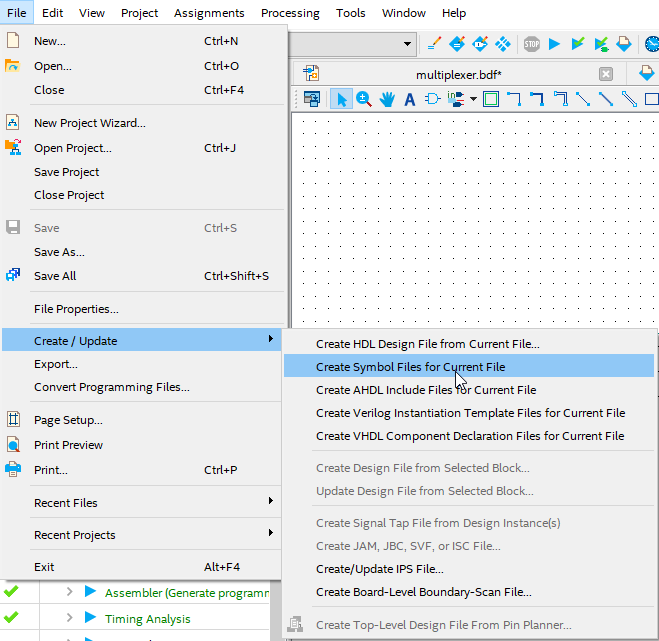 File Edit View Project Assignments Processing Tools Window Help
New... Ctrl+N
Open... Ctrl+O
Close Ctrl+F4
multiplexer.bdf*
New Project Wizard...
Open Project... Ctrl+J
Save Project
Close Project
Save Ctrl+S
Save As...
Save All Ctrl+Shift+S
File Properties...
Create / Update
Export...
Convert Programming Files...
Page Setup...
Print Preview
Print... Ctrl+P
Recent Files
Recent Projects
Exit Alt+F4
Create HDL Design File from Current File...
Create Symbol Files for Current File
Create AHDL Include Files for Current File
Create Verilog Instantiation Template Files for Current File
Create VHDL Component Declaration Files for Current File
Create Design File from Selected Block...
Update Design File from Selected Block...
Create Signal Tap File from Design Instance(s)
Create JAM, JBC, SVF, or ISC File...
Create/Update IPS File...
Create Board-Level Boundary-Scan File...
Create Top-Level Design File From Pin Planner...
Assembler (Generate programm
Timing Analysis
STOP
A